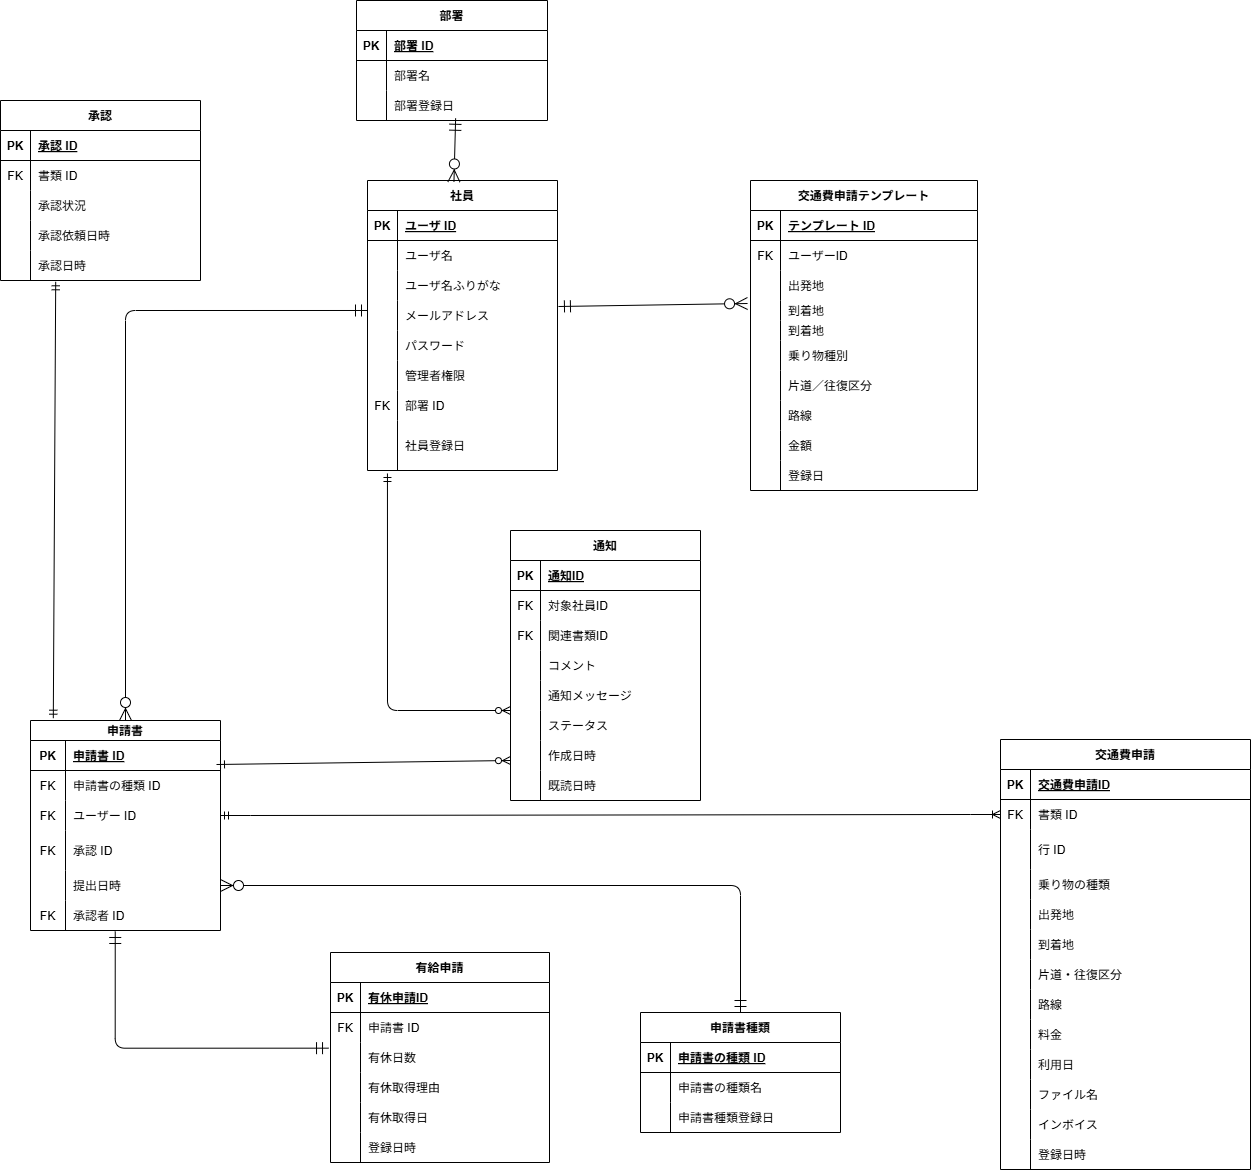 部署
PK 部署 ID
部署名
部署登録日
承認
PK 承認 ID
FK 書類 ID
承認状況
承認依頼日時
承認日時
社員
PK ユーザ ID
ユーザ名
ユーザ名ふりがな
メールアドレス
パスワード
管理者権限
FK 部署 ID
社員登録日
交通費申請テンプレート
PK テンプレート ID
FK ユーザーID
出発地
到着地
到着地
乗り物種別
片道／往復区分
路線
金額
登録日
通知
PK 通知ID
FK 対象社員ID
FK 関連書類ID
コメント
通知メッセージ
ステータス
作成日時
既読日時
申請書
PK 申請書 ID
FK 申請書の種類 ID
FK ユーザー ID
FK 承認 ID
提出日時
FK 承認者 ID
交通費申請
PK 交通費申請ID
FK 書類 ID
行 ID
乗り物の種類
出発地
到着地
片道・往復区分
路線
料金
利用日
ファイル名
インボイス
登録日時
有給申請
PK 有休申請ID
FK 申請書 ID
有休日数
有休取得理由
有休取得日
登録日時
申請書種類
PK 申請書の種類 ID
申請書の種類名
申請書種類登録日